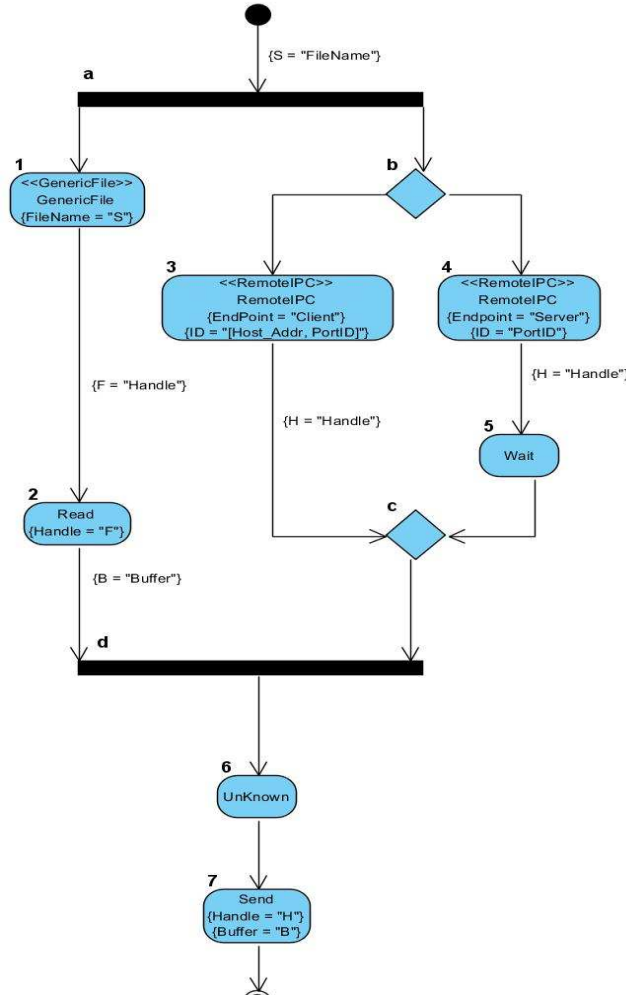 {S = "FileName"}
a
1
<<GenericFile>>
GenericFile
{FileName = "S"}
b
3
<<RemoteIPC>>
RemoteIPC
{EndPoint = "Client"}
{ID = "[Host_Addr, PortID]"}
4
<<RemoteIPC>>
RemoteIPC
{Endpoint = "Server"}
{ID = "PortID"}
{F = "Handle"}
{H = "Handle"}
{H = "Handle"}
5
Wait
2
Read
{Handle = "F"}
c
{B = "Buffer"}
d
6
UnKnown
7
Send
{Handle = "H"}
{Buffer = "B"}